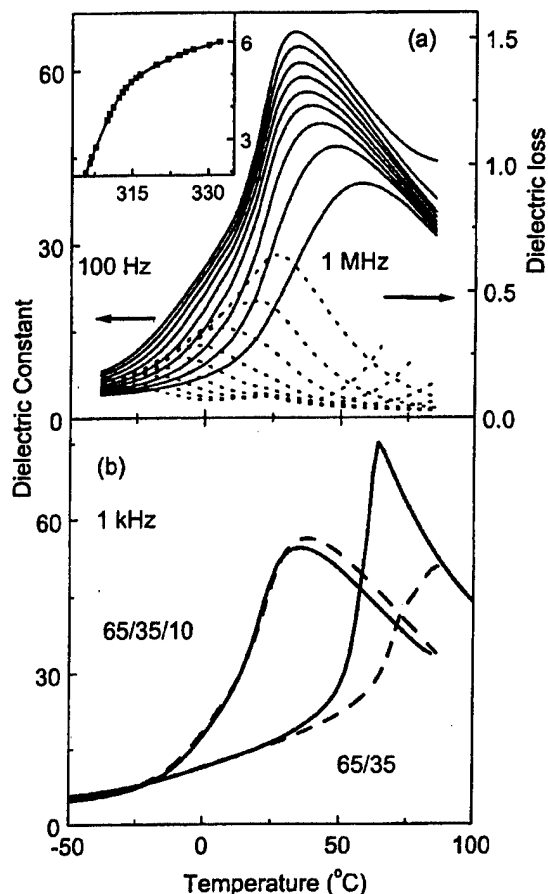 (a)
60
30
0
6
3
315 330
1.5
1.0
0.5
0.0
100 Hz
1 MHz
Dielectric Constant
Dielectric loss
(b)
1 kHz
60
30
0
65/35/10
65/35
-50 0 50 100
Temperature (°C)